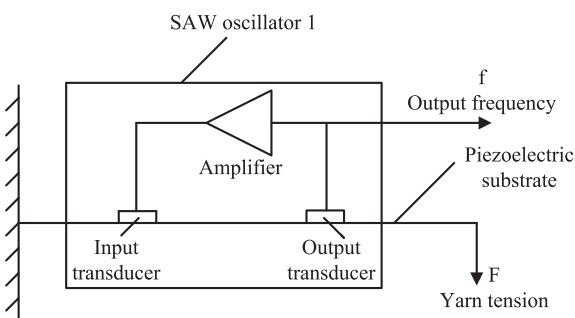 SAW oscillator 1
f
Output frequency
Amplifier
Piezoelectric
substrate
Input
transducer
Output
transducer
F
Yarn tension